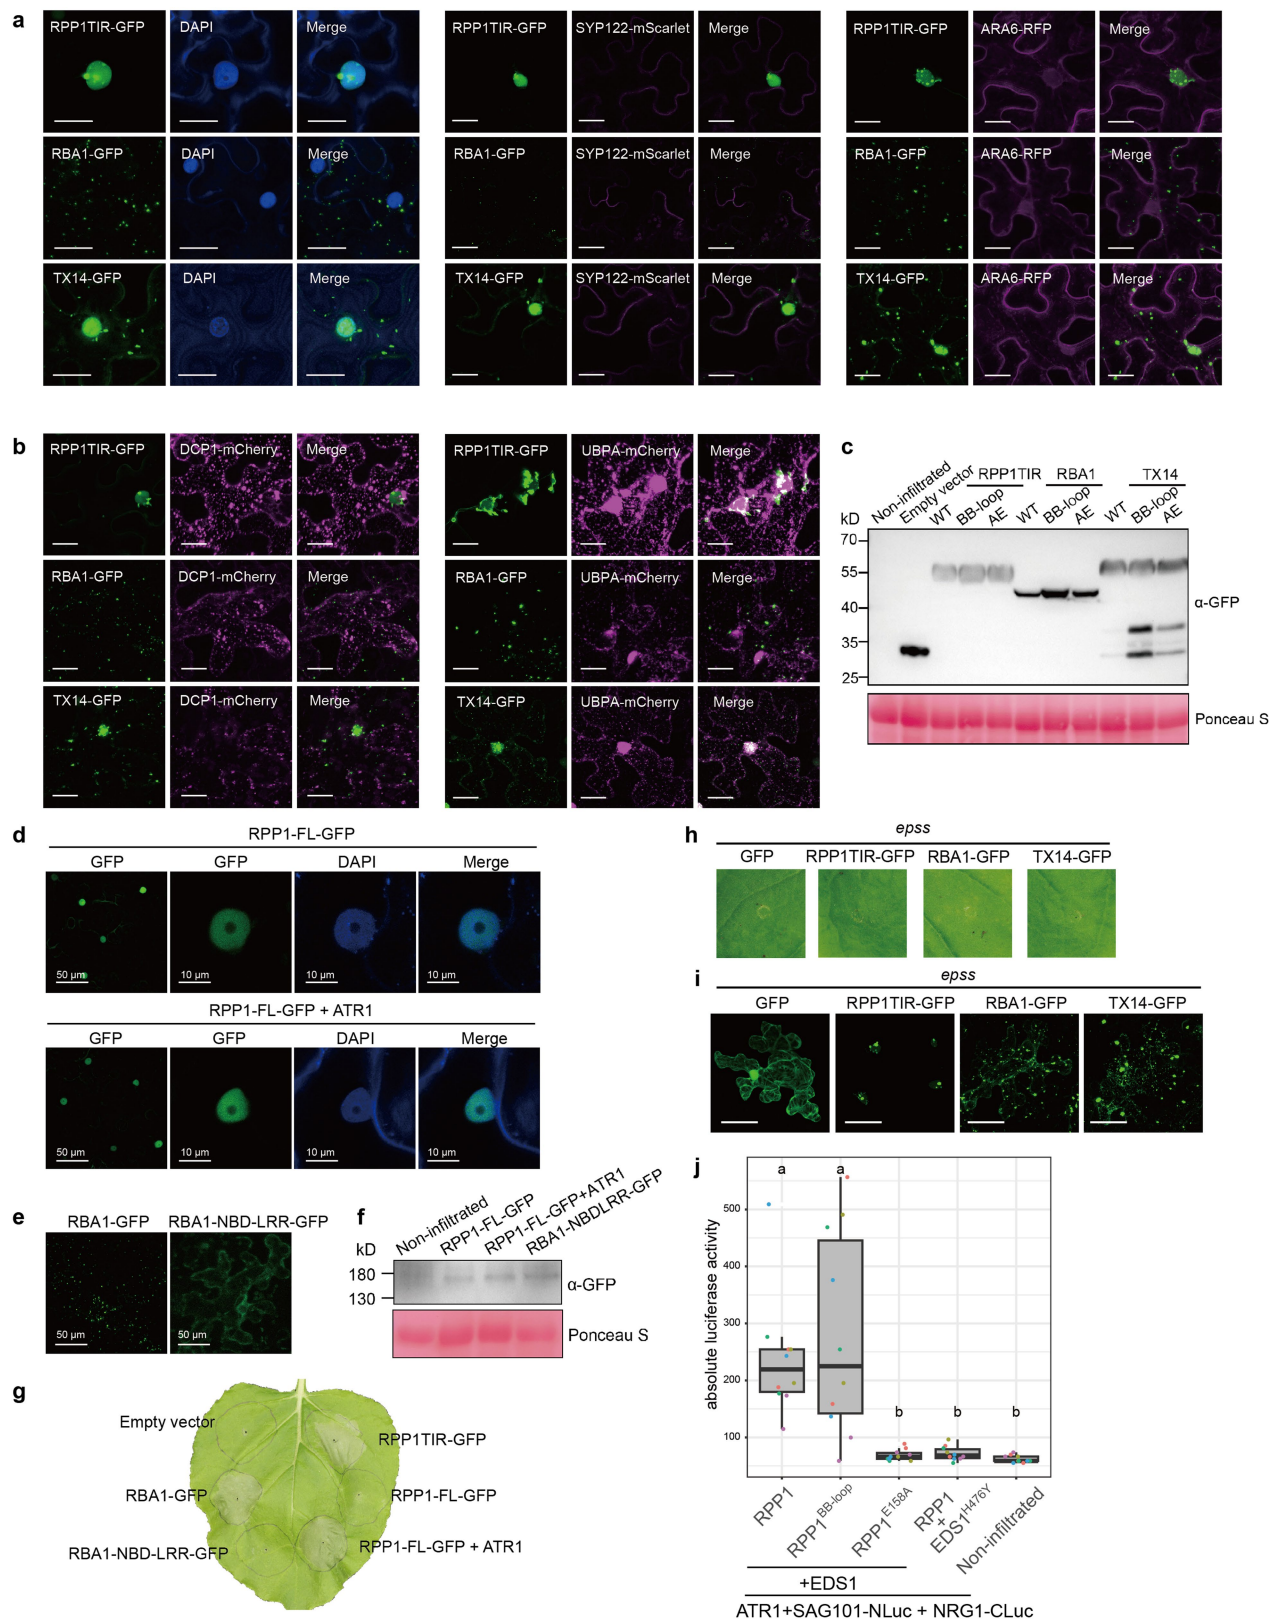 a
RPP1TIR-GFP DAPI Merge RPP1TIR-GFP SYP122-mScarlet Merge RPP1TIR-GFP ARA6-RFP Merge
RBA1-GFP DAPI Merge RBA1-GFP SYP122-mScarlet Merge RBA1-GFP ARA6-RFP Merge
TX14-GFP DAPI Merge TX14-GFP SYP122-mScarlet Merge TX14-GFP ARA6-RFP Merge
b
RPP1TIR-GFP DCP1-mCherry Merge RPP1TIR-GFP UBPA-mCherry Merge
RBA1-GFP DCP1-mCherry Merge RBA1-GFP UBPA-mCherry Merge
TX14-GFP DCP1-mCherry Merge TX14-GFP UBPA-mCherry Merge
c
RPP1TIR RBA1 TX14
kD Non-infiltrated Empty vector WT BB-loop AE WT BB-loop AE WT BB-loop AE
70
55
40
35
25
α-GFP
Ponceau S
d
RPP1-FL-GFP
GFP GFP DAPI Merge
50 µm 10 µm 10 µm 10 µm
RPP1-FL-GFP + ATR1
GFP GFP DAPI Merge
50 µm 10 µm 10 µm 10 µm
e
RBA1-GFP RBA1-NBD-LRR-GFP
50 µm 50 µm
f
kD Non-infiltrated RPP1-FL-GFP RPP1-FL-GFP+ATR1 RBA1-NBDLRR-GFP
180
130
α-GFP
Ponceau S
g
Empty vector
RPP1TIR-GFP
RBA1-GFP
RPP1-FL-GFP
RBA1-NBD-LRR-GFP
RPP1-FL-GFP + ATR1
h
epss
GFP RPP1TIR-GFP RBA1-GFP TX14-GFP
i
epss
GFP RPP1TIR-GFP RBA1-GFP TX14-GFP
j
absolute luciferase activity
500
400
300
200
100
a a b b b
RPP1 RPP1BB-loop RPP1E158A RPP1 + EDS1H476Y Non-infiltrated
+EDS1
ATR1+SAG101-NLuc + NRG1-CLuc